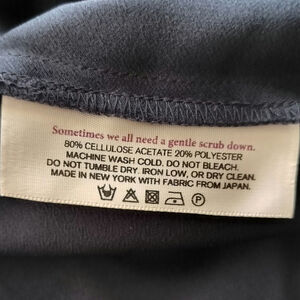 Sometimes we all need a gentle scrub down.
80% CELLULOSE ACETATE 20% POLYESTER
MACHINE WASH COLD. DO NOT BLEACH.
DO NOT TUMBLE DRY. IRON LOW, OR DRY CLEAN.
MADE IN NEW YORK WITH FABRIC FROM JAPAN.
P